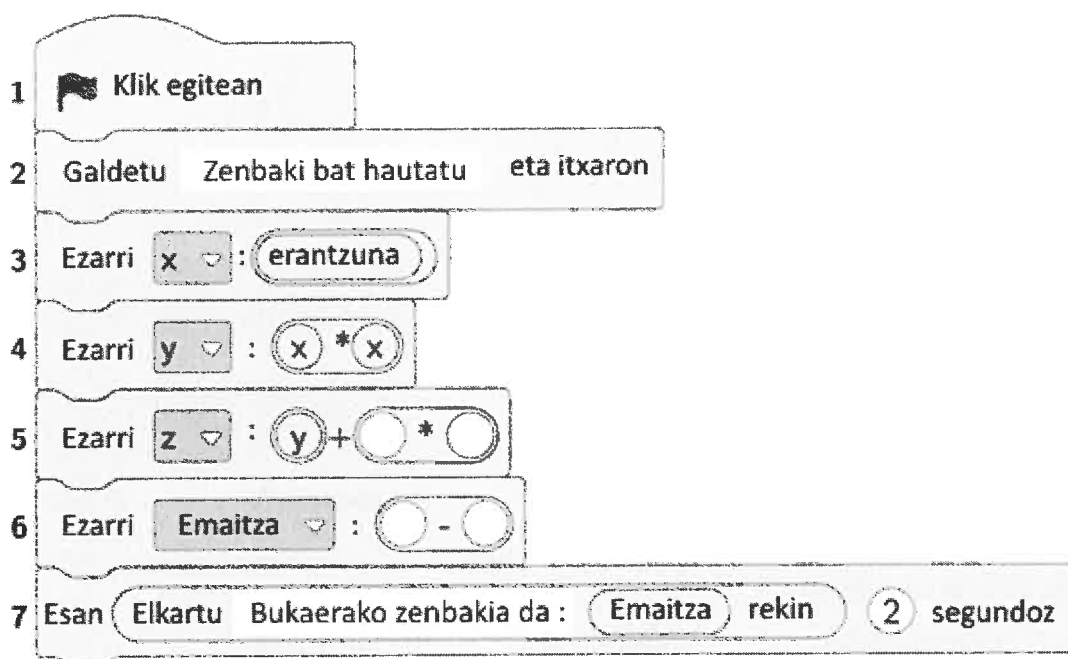 1 Klik egitean
2 Galdetu Zenbaki bat hautatu eta itxaron
3 Ezarri x : erantzuna
4 Ezarri y : x * x
5 Ezarri z : y + *
6 Ezarri Emaitza : -
7 Esan Elkartu Bukaerako zenbakia da : Emaitza rekin 2 segundoz